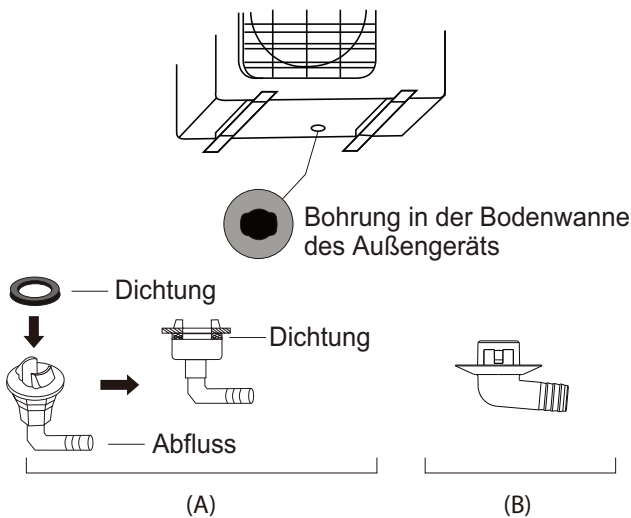 Bohrung in der Bodenwanne
des Außengeräts
Dichtung
Dichtung
Abfluss
(A)
(B)